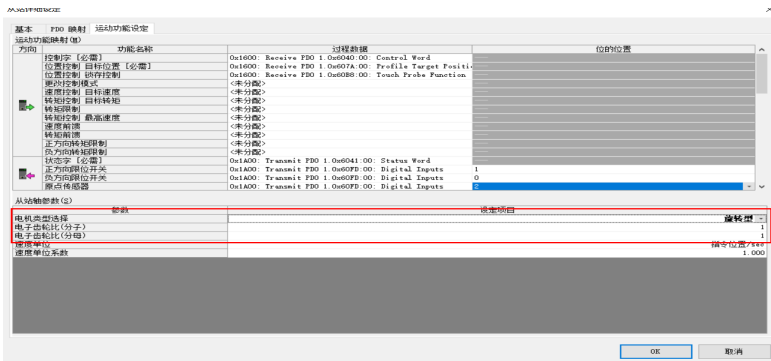 从站详细设定
基本 PDO 映射 运动功能设定
运动功能映射(M)
方向 功能名称 过程数据 位的位置
控制字 [必需] 0x1600: Receive PDO 1.0x6040:00: Control Word
位置控制 目标位置 [必需] 0x1600: Receive PDO 1.0x607A:00: Profile Target Positi
位置控制 锁存控制 0x1600: Receive PDO 1.0x60B8:00: Touch Probe Function
更改控制模式 <未分配>
速度控制 目标速度 <未分配>
转矩控制 目标转矩 <未分配>
转矩限制 <未分配>
转矩控制 最高速度 <未分配>
速度前馈 <未分配>
转矩前馈 <未分配>
正方向转矩限制 <未分配>
负方向转矩限制 <未分配>
状态字 [必需] 0x1A00: Transmit PDO 1.0x6041:00: Status Word
正方向限位开关 0x1A00: Transmit PDO 1.0x60FD:00: Digital Inputs 1
负方向限位开关 0x1A00: Transmit PDO 1.0x60FD:00: Digital Inputs 0
原点传感器 0x1A00: Transmit PDO 1.0x60FD:00: Digital Inputs 2
从站轴参数(S)
参数 设定项目
电机类型选择 旋转型
电子齿轮比(分子) 1
电子齿轮比(分母) 1
速度单位 指令位置/sec
速度单位系数 1.000
OK 取消